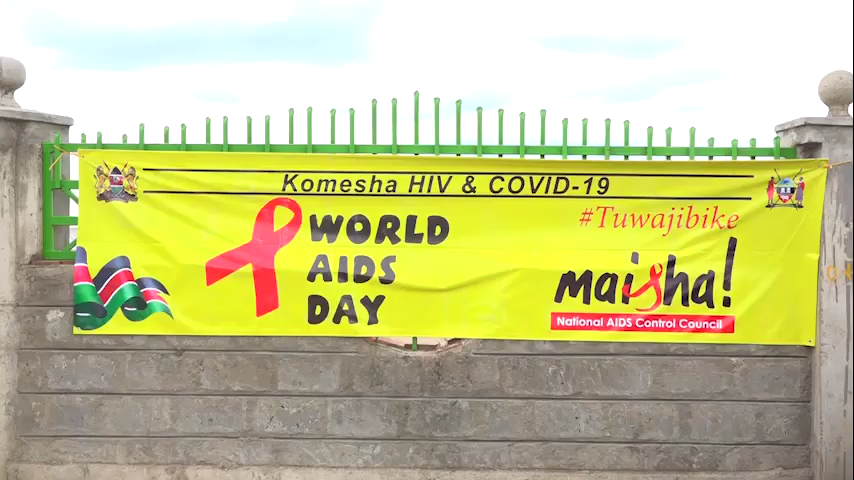 Komesha HIV & COVID-19
WORLD
AIDS
DAY
#Tuwajibike
maisha!
National AIDS Control Council